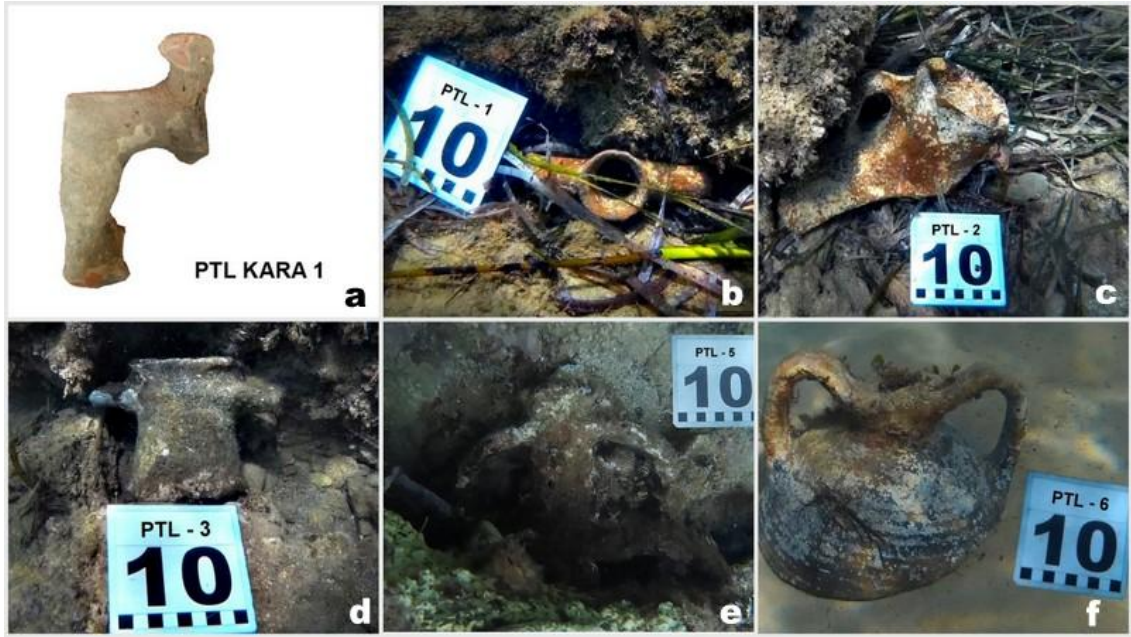 PTL KARA 1
a
PTL - 1
10
b
PTL - 2
10
c
PTL - 3
10
d
PTL - 5
10
e
PTL - 6
10
f